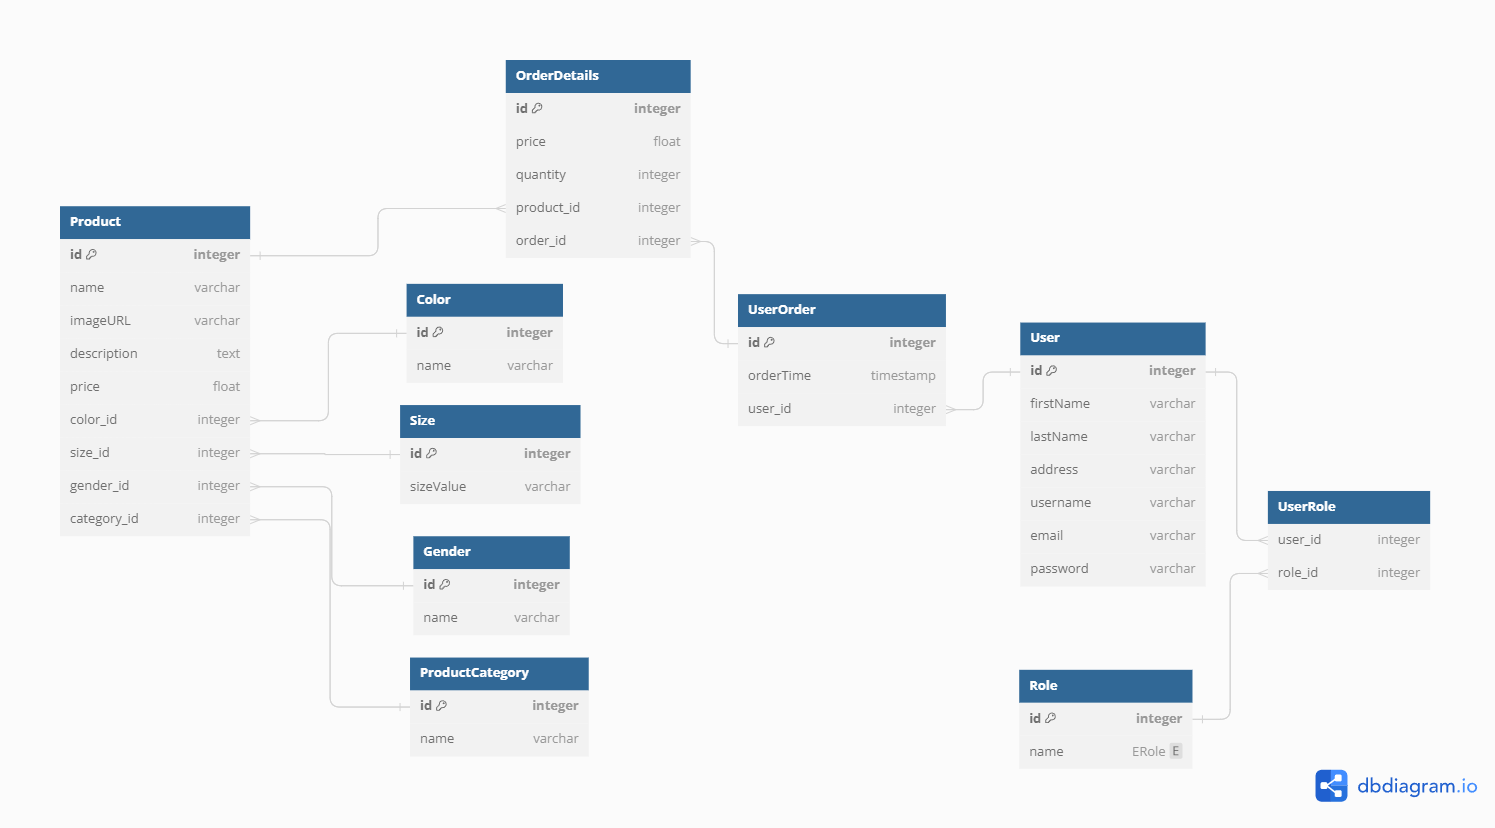 OrderDetails
id integer
price float
quantity integer
product_id integer
order_id integer
Product
id integer
name varchar
imageURL varchar
description text
price float
color_id integer
size_id integer
gender_id integer
category_id integer
Color
id integer
name varchar
Size
id integer
sizeValue varchar
Gender
id integer
name varchar
ProductCategory
id integer
name varchar
UserOrder
id integer
orderTime timestamp
user_id integer
User
id integer
firstName varchar
lastName varchar
address varchar
username varchar
email varchar
password varchar
UserRole
user_id integer
role_id integer
Role
id integer
name ERole E
dbdiagram.io